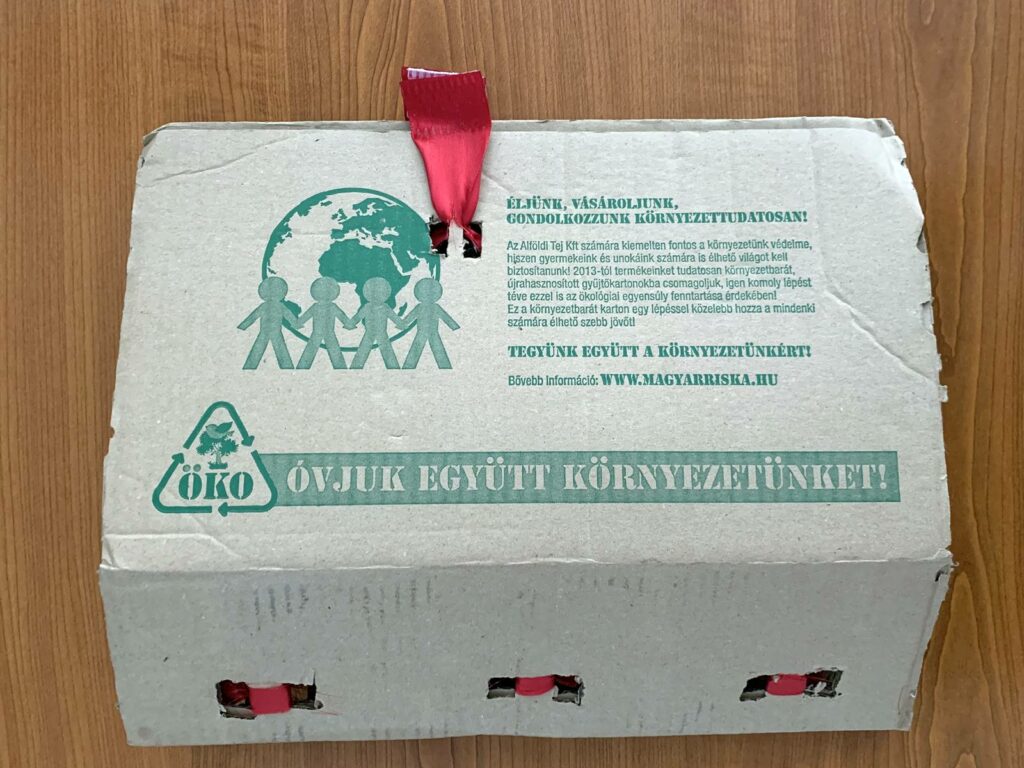 ÉLJÜNK, VÁSÁROLJUNK,
GONDOLKOZZUNK KÖRNYEZETTUDATOSAN!
Az Alföldi Tej Kft számára kiemelten fontos a környezetünk védelme,
hiszen gyermekeink és unokáink számára is élhető világot kell
biztosítanunk! 2013-tól termékeinket tudatosan környezetbarát,
újrahasznosított gyűjtőkartonokba csomagoljuk, igen komoly lépést
téve ezzel is az ökológiai egyensúly fenntartása érdekében!
Ez a környezetbarát karton egy lépéssel közelebb hozza a mindenki
számára élhető szebb jövőt!
TEGYÜNK EGYÜTT A KÖRNYEZETÜNKÉRT!
Bővebb Információ: WWW.MAGYARRISKA.HU
ÖKO
ÓVJUK EGYÜTT KÖRNYEZETÜNKET!